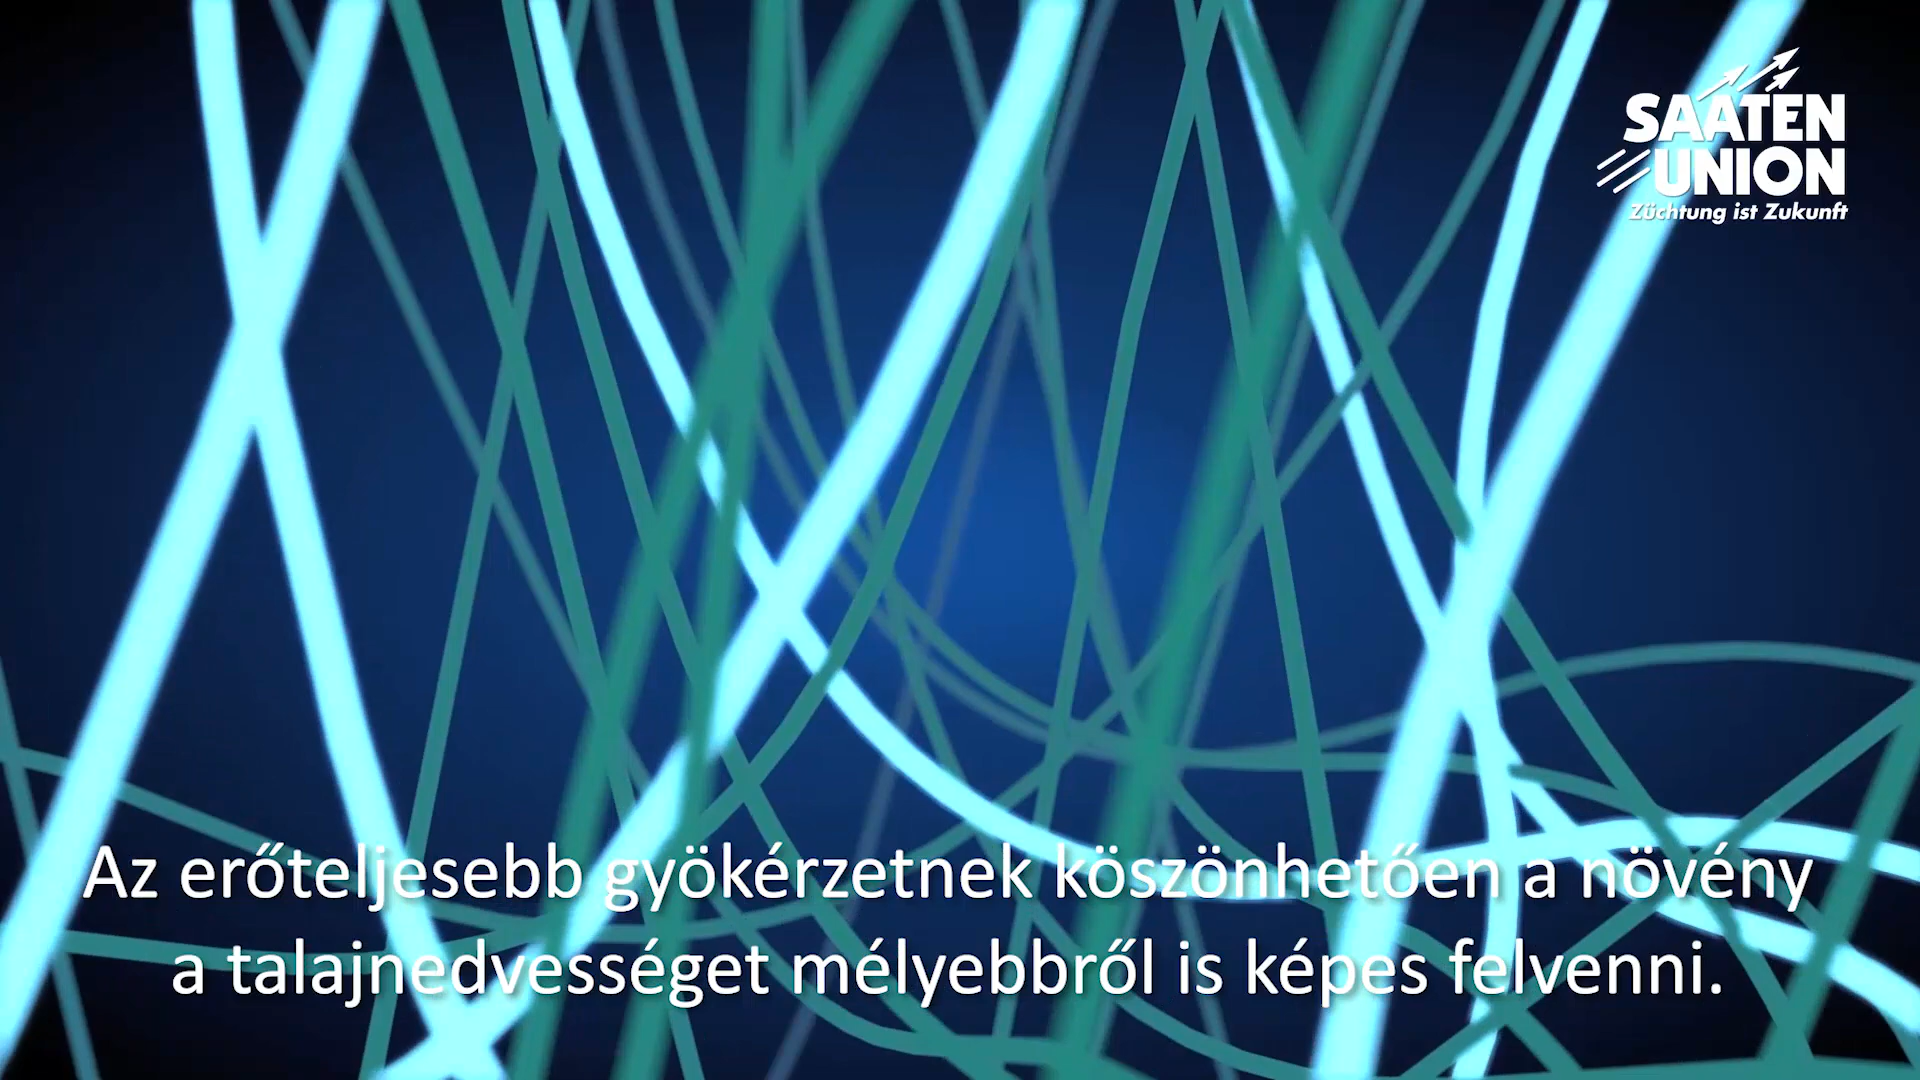 SAATEN
UNION
Züchtung ist Zukunft
Az erőteljesebb gyökérzetnek köszönhetően a növény
a talajnedvességet mélyebbről is képes felvenni.